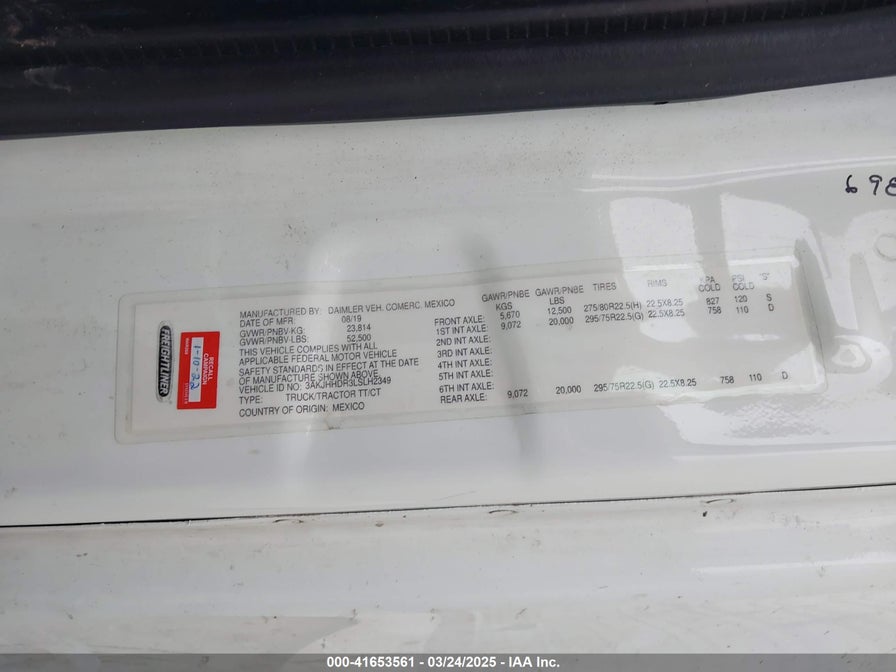 698
FREIGHTLINER
RECALL
CAMPAIGN
1-10-22
MANUFACTURED BY: DAIMLER VEH. COMERC. MEXICO
DATE OF MFR: 08/19
GVWR/PNBV-KG: 23,814
GVWR/PNBV-LBS: 52,500
THIS VEHICLE COMPLIES WITH ALL
APPLICABLE FEDERAL MOTOR VEHICLE
SAFETY STANDARDS IN EFFECT AT THE DATE
OF MANUFACTURE SHOWN ABOVE.
VEHICLE ID NO: 3AKJHHDR3LSLH2349
TYPE: TRUCK/TRACTOR TT/CT
COUNTRY OF ORIGIN: MEXICO
GAWR/PNBE GAWR/PNBE TIRES RIMS KPA PSI "S"
KGS LBS COLD COLD
FRONT AXLE: 5,670 12,500 275/80R22.5(H) 22.5X8.25 827 120 S
1ST INT AXLE: 9,072 20,000 295/75R22.5(G) 22.5X8.25 758 110 D
2ND INT AXLE:
3RD INT AXLE:
4TH INT AXLE:
5TH INT AXLE:
6TH INT AXLE:
REAR AXLE: 9,072 20,000 295/75R22.5(G) 22.5X8.25 758 110 D
000-41653561 - 03/24/2025 - IAA Inc.